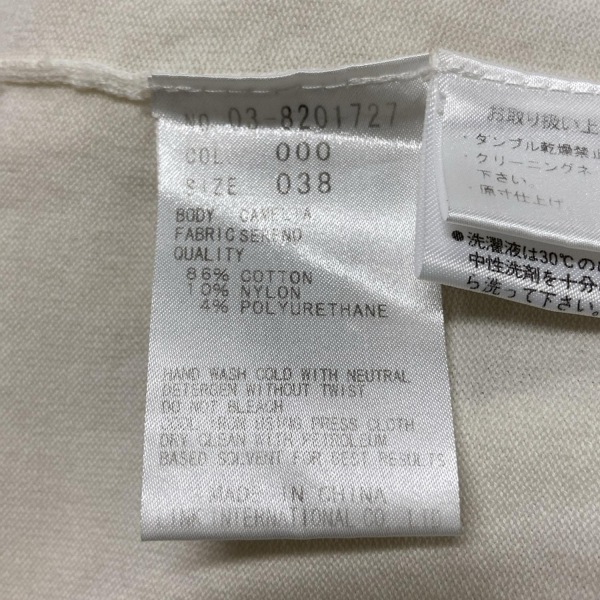 NO. 03-8201727
COL 000
SIZE 038
BODY CAMELIA
FABRIC SERENO
QUALITY
86% COTTON
10% NYLON
4% POLYURETHANE
HAND WASH COLD WITH NEUTRAL
DETERGEN WITHOUT TWIST
DO NOT BLEACH
COOL IRON USING PRESS CLOTH
DRY CLEAN WITH PETROLEUM
BASED SOLVENT FOR BEST RESULTS
MADE IN CHINA
LINK INTERNATIONAL CO., LTD
お取り扱い上
・タンブル乾燥禁止
・クリーニングネ
下さい。
・原寸仕上げ
●洗濯液は30℃の
中性洗剤を十分
ら洗って下さい。